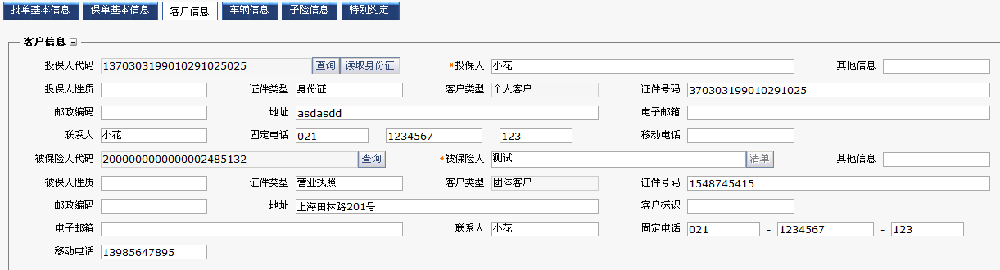 批单基本信息 保单基本信息 客户信息 车辆信息 子险信息 特别约定
客户信息
投保人代码 1370303199010291025025 查询 读取身份证 *投保人 小花 其他信息
投保人性质 证件类型 身份证 客户类型 个人客户 证件号码 370303199010291025
邮政编码 地址 asdasdd 电子邮箱
联系人 小花 固定电话 021 - 1234567 - 123 移动电话
被保险人代码 2000000000000002485132 查询 *被保险人 测试 清单 其他信息
被保人性质 证件类型 营业执照 客户类型 团体客户 证件号码 1548745415
邮政编码 地址 上海田林路201号 客户标识
电子邮箱 联系人 小花 固定电话 021 - 1234567 - 123
移动电话 13985647895